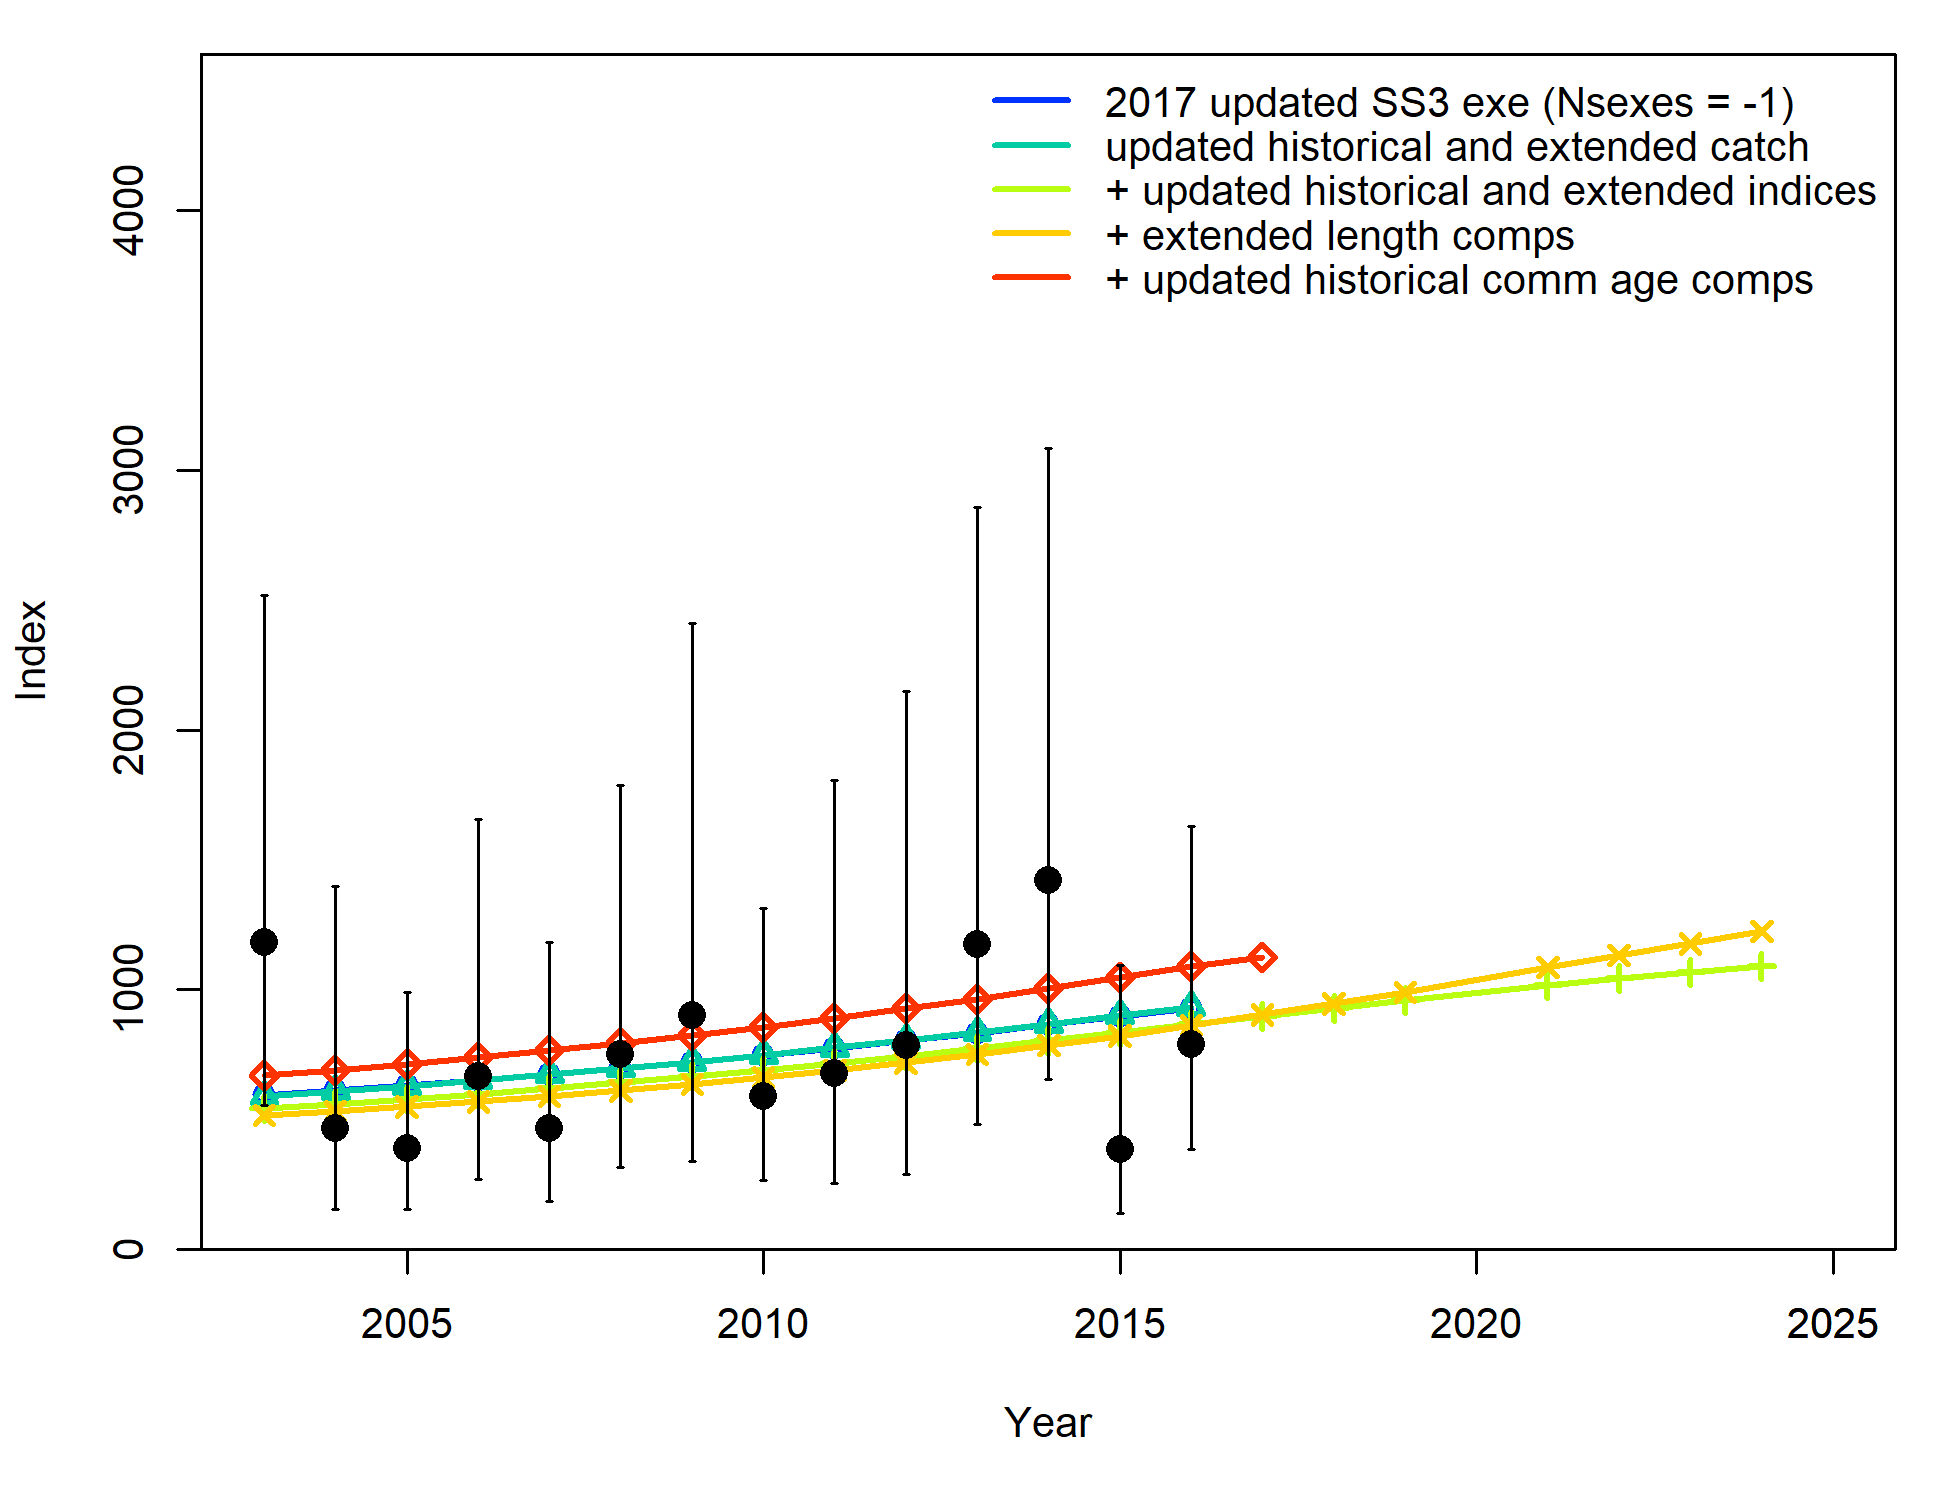 2017 updated SS3 exe (Nsexes = -1)
updated historical and extended catch
+ updated historical and extended indices
+ extended length comps
+ updated historical comm age comps
4000
3000
2000
1000
0
Index
2005
2010
2015
2020
2025
Year